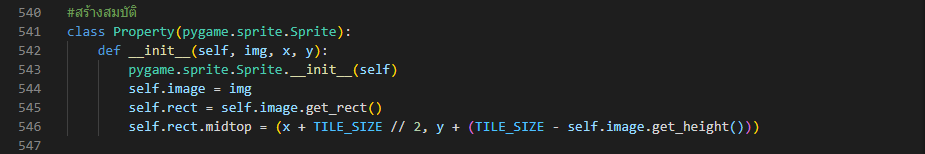 540 #สร้างสมบัติ
541 class Property(pygame.sprite.Sprite):
542     def __init__(self, img, x, y):
543         pygame.sprite.Sprite.__init__(self)
544         self.image = img
545         self.rect = self.image.get_rect()
546         self.rect.midtop = (x + TILE_SIZE // 2, y + (TILE_SIZE - self.image.get_height()))
547